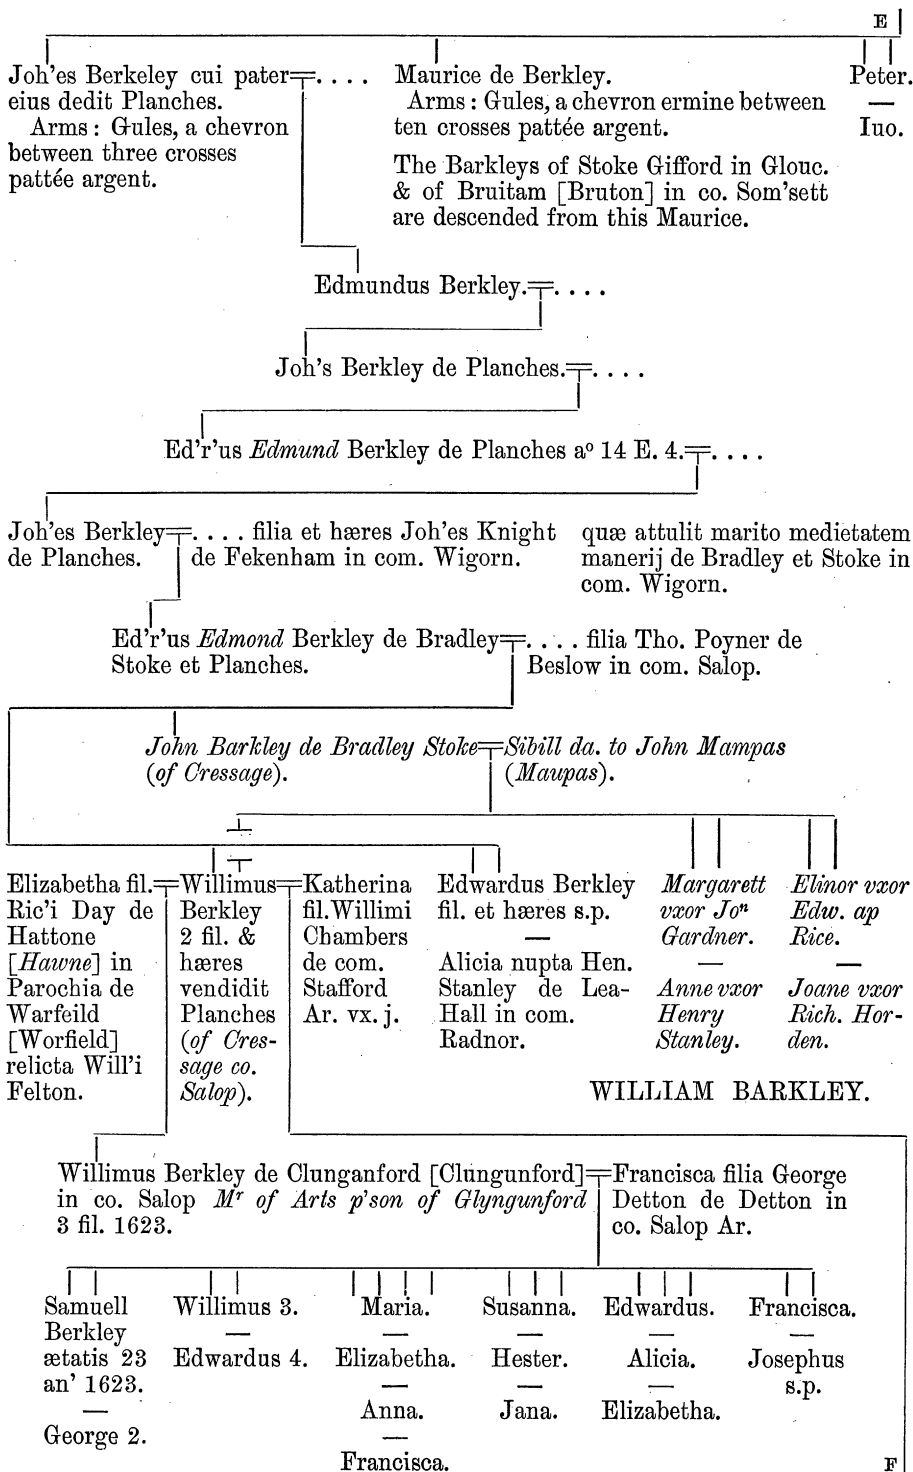 E
Joh'es Berkeley cui pater . . . .
eius dedit Planches.
Arms : Gules, a chevron
between three crosses
pattée argent.
Maurice de Berkley.
Arms : Gules, a chevron ermine between
ten crosses pattée argent.
The Barkleys of Stoke Gifford in Glouc.
& of Bruitam [Bruton] in co. Som'sett
are descended from this Maurice.
Peter.
—
Iuo.
Edmundus Berkley. . . . .
Joh's Berkley de Planches. . . . .
Ed'r'us Edmund Berkley de Planches aº 14 E. 4. . . . .
Joh'es Berkley
de Planches.
. . . . filia et hæres Joh'es Knight
de Fekenham in com. Wigorn.
quæ attulit marito medietatem
manerij de Bradley et Stoke in
com. Wigorn.
Ed'r'us Edmond Berkley de Bradley
Stoke et Planches.
. . . . filia Tho. Poyner de
Beslow in com. Salop.
John Barkley de Bradley Stoke
(of Cressage).
Sibill da. to John Mampas
(Maupas).
Elizabetha fil.
Ric'i Day de
Hattone
[Hawne] in
Parochia de
Warfeild
[Worfield]
relicta Will'i
Felton.
Willimus
Berkley
2 fil. &
hæres
vendidit
Planches
(of Cres-
sage co.
Salop).
Katherina
fil. Willimi
Chambers
de com.
Stafford
Ar. vx. j.
Edwardus Berkley
fil. et hæres s.p.
—
Alicia nupta Hen.
Stanley de Lea-
Hall in com.
Radnor.
Margarett
vxor Joⁿ
Gardner.
—
Anne vxor
Henry
Stanley.
Elinor vxor
Edw. ap
Rice.
—
Joane vxor
Rich. Hor-
den.
WILLIAM BARKLEY.
Willimus Berkley de Clunganford [Clungunford]
in co. Salop Mʳ of Arts p'son of Glyngunford
3 fil. 1623.
Francisca filia George
Detton de Detton in
co. Salop Ar.
Samuell
Berkley
ætatis 23
an' 1623.
—
George 2.
Willimus 3.
—
Edwardus 4.
Maria.
—
Elizabetha.
—
Anna.
—
Francisca.
Susanna.
—
Hester.
—
Jana.
Edwardus.
—
Alicia.
—
Elizabetha.
Francisca.
—
Josephus
s.p.
F